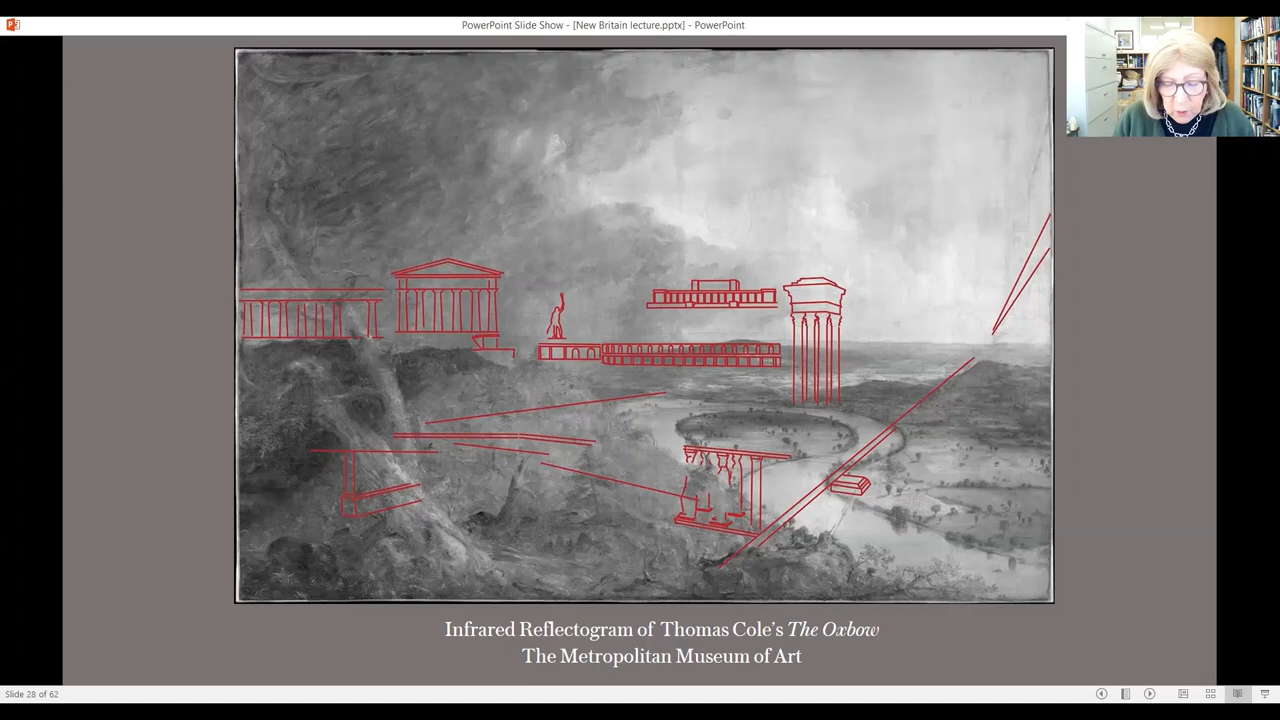 PowerPoint Slide Show - [New Britain lecture.pptx] - PowerPoint
Infrared Reflectogram of Thomas Cole's The Oxbow
The Metropolitan Museum of Art
Slide 28 of 62